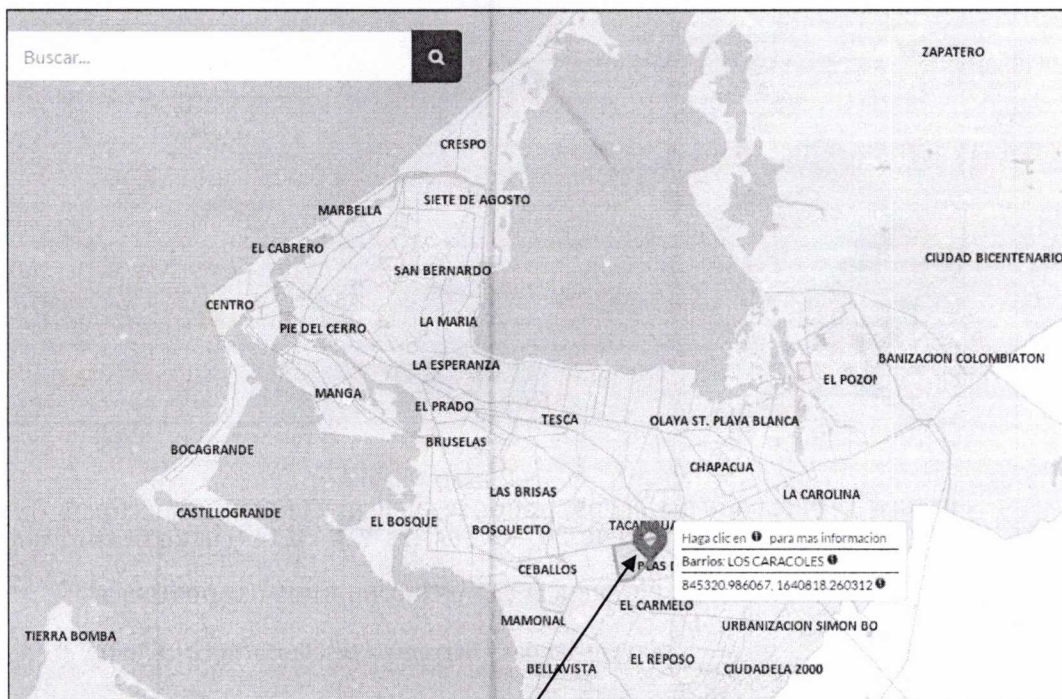 Buscar...
ZAPATERO
CRESPO
SIETE DE AGOSTO
MARBELLA
EL CABRERO
CIUDAD BICENTENARIO
SAN BERNARDO
CENTRO
LA MARIA
PIE DEL CERRO
BANIZACION COLOMBIATON
LA ESPERANZA
EL POZON
MANGA
EL PRADO
TESCA
OLAYA ST. PLAYA BLANCA
BRUSELAS
BOCAGRANDE
CHAPACUA
LAS BRISAS
LA CAROLINA
CASTILLOGRANDE
EL BOSQUE
BOSQUECITO
TACARIGUA
Haga clic en para mas informacion
Barrios: LOS CARACOLES
845320.986067, 1640818.260312
CEBALLOS
PLAS D
EL CARMELO
MAMONAL
URBANIZACION SIMON BO
TIERRA BOMBA
EL REPOSO
BELLAVISTA
CIUDADELA 2000